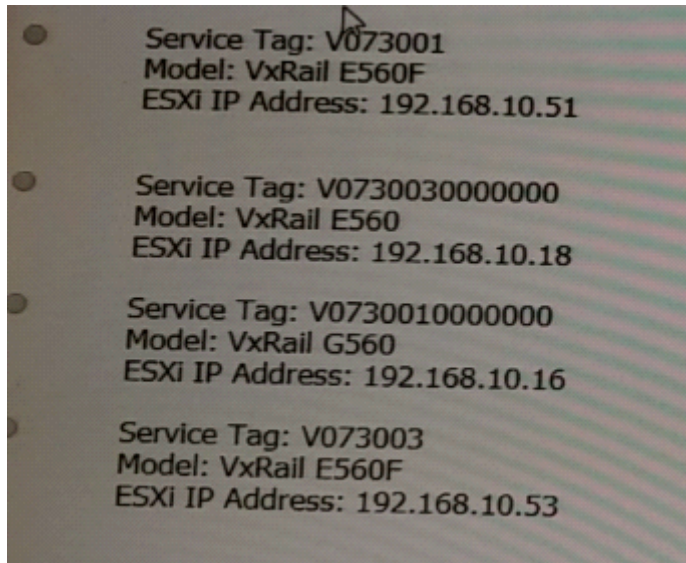 Service Tag: V073001
Model: VxRail E560F
ESXi IP Address: 192.168.10.51
Service Tag: V0730030000000
Model: VxRail E560
ESXi IP Address: 192.168.10.18
Service Tag: V0730010000000
Model: VxRail G560
ESXi IP Address: 192.168.10.16
Service Tag: V073003
Model: VxRail E560F
ESXi IP Address: 192.168.10.53